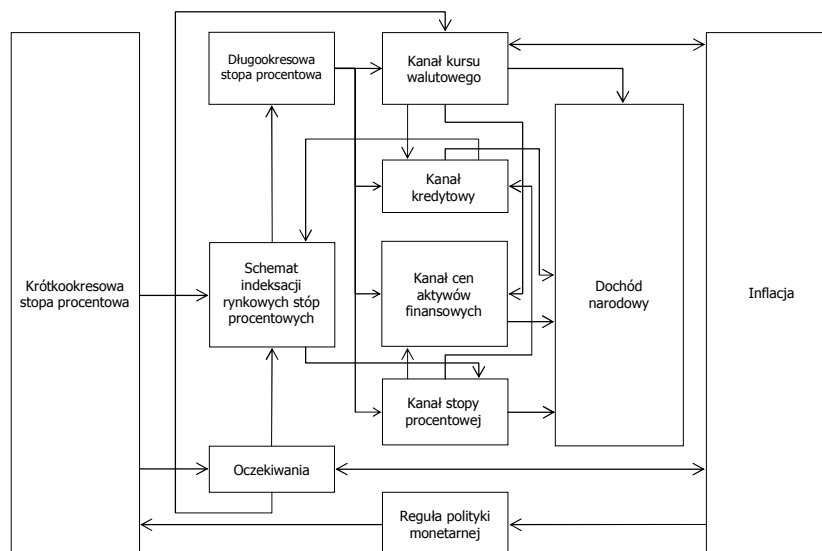 Krótkookresowa
stopa procentowa
Długookresowa
stopa procentowa
Kanał kursu
walutowego
Kanał
kredytowy
Schemat
indeksacji
rynkowych stóp
procentowych
Kanał cen
aktywów
finansowych
Kanał stopy
procentowej
Oczekiwania
Reguła polityki
monetarnej
Dochód
narodowy
Inflacja